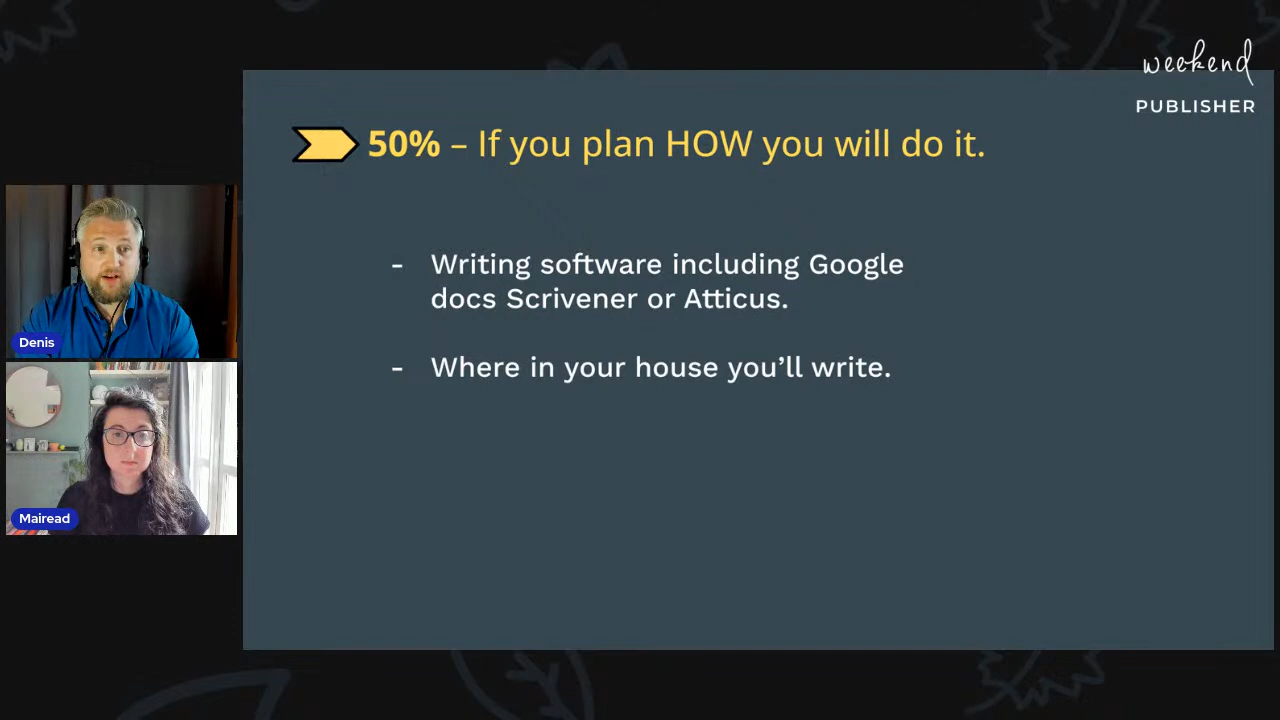 weekend
PUBLISHER
50% – If you plan HOW you will do it.
- Writing software including Google
docs Scrivener or Atticus.
- Where in your house you’ll write.
Denis
Mairead